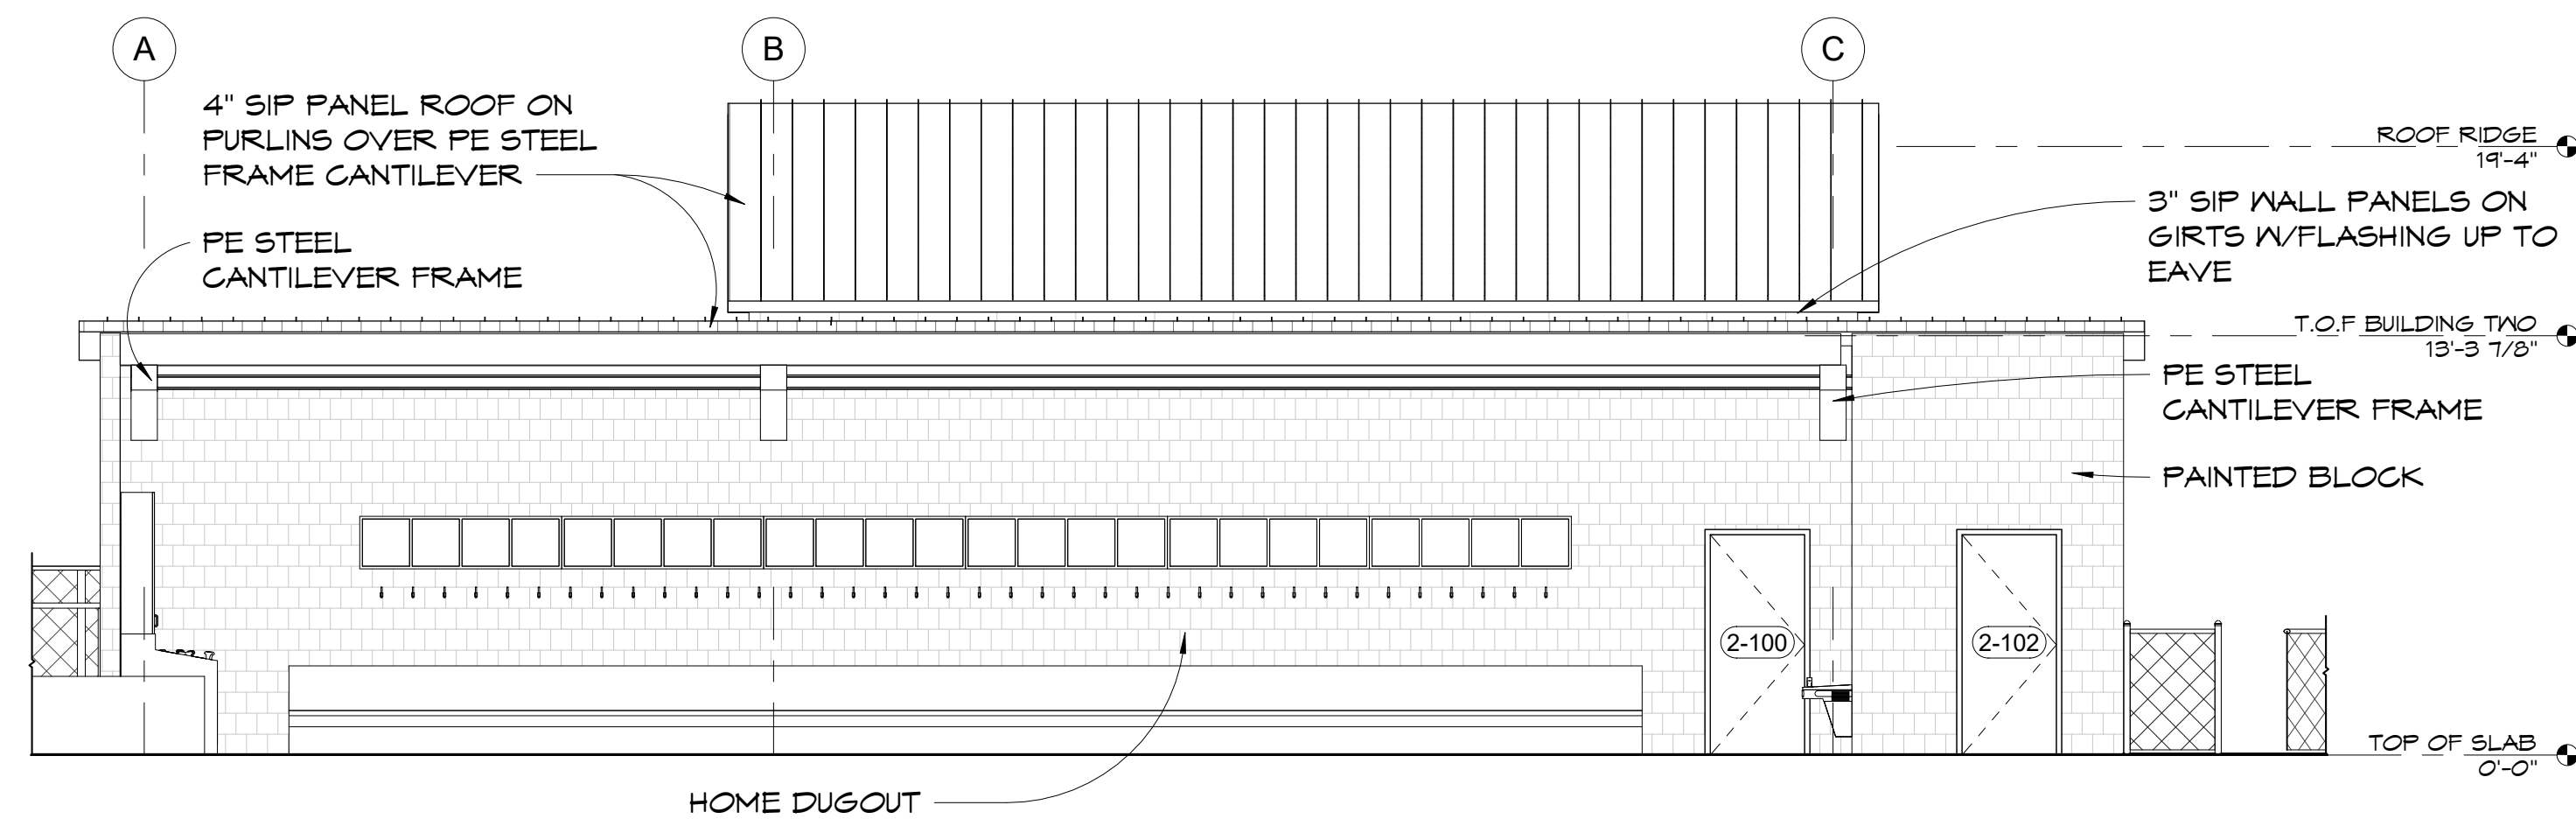 A
B
C
4" SIP PANEL ROOF ON
PURLINS OVER PE STEEL
FRAME CANTILEVER
PE STEEL
CANTILEVER FRAME
ROOF RIDGE
19'-4"
3" SIP WALL PANELS ON
GIRTS W/FLASHING UP TO
EAVE
T.O.F BUILDING TWO
13'-3 7/8"
PE STEEL
CANTILEVER FRAME
PAINTED BLOCK
2-100
2-102
TOP OF SLAB
0'-0"
HOME DUGOUT